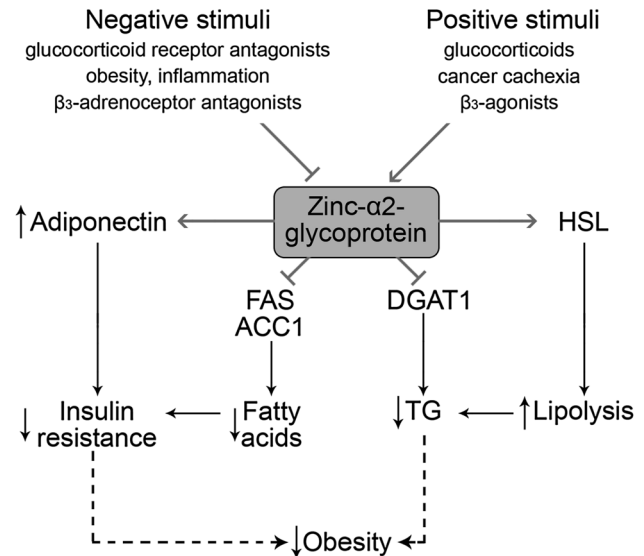 Negative stimuli
glucocorticoid receptor antagonists
obesity, inflammation
β₃-adrenoceptor antagonists
Positive stimuli
glucocorticoids
cancer cachexia
β₃-agonists
Zinc-α2-
glycoprotein
↑Adiponectin
HSL
FAS
ACC1
DGAT1
↓Insulin
resistance
↓Fatty
acids
↓TG
↑Lipolysis
↓Obesity